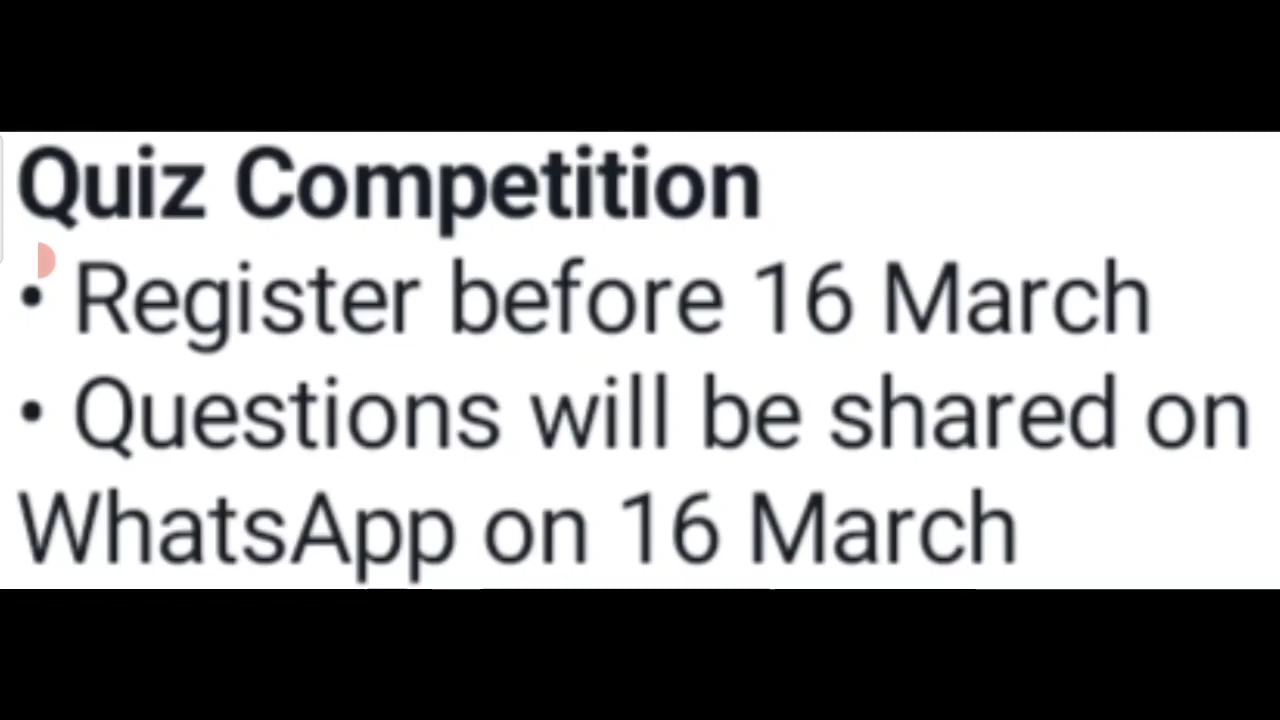 Quiz Competition
• Register before 16 March
• Questions will be shared on
WhatsApp on 16 March